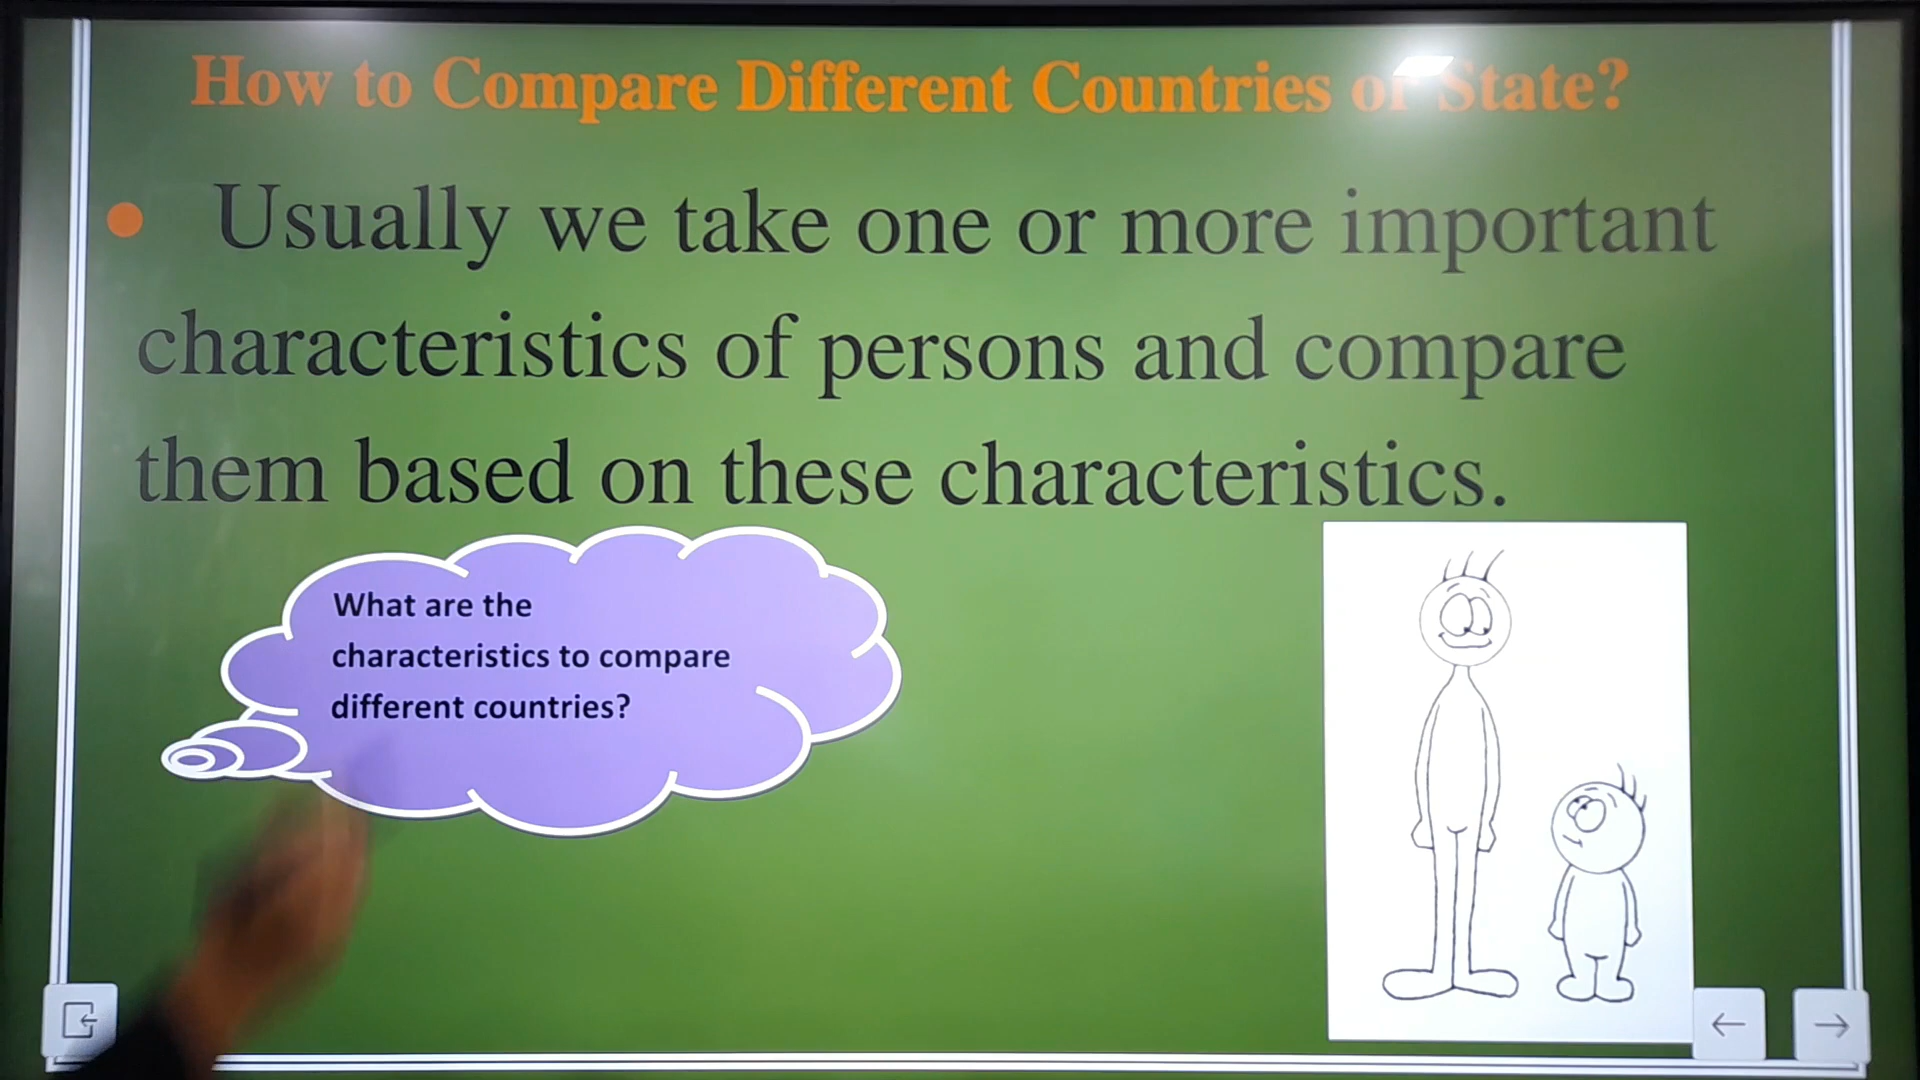 How to Compare Different Countries or State?
• Usually we take one or more important
characteristics of persons and compare
them based on these characteristics.
What are the
characteristics to compare
different countries?